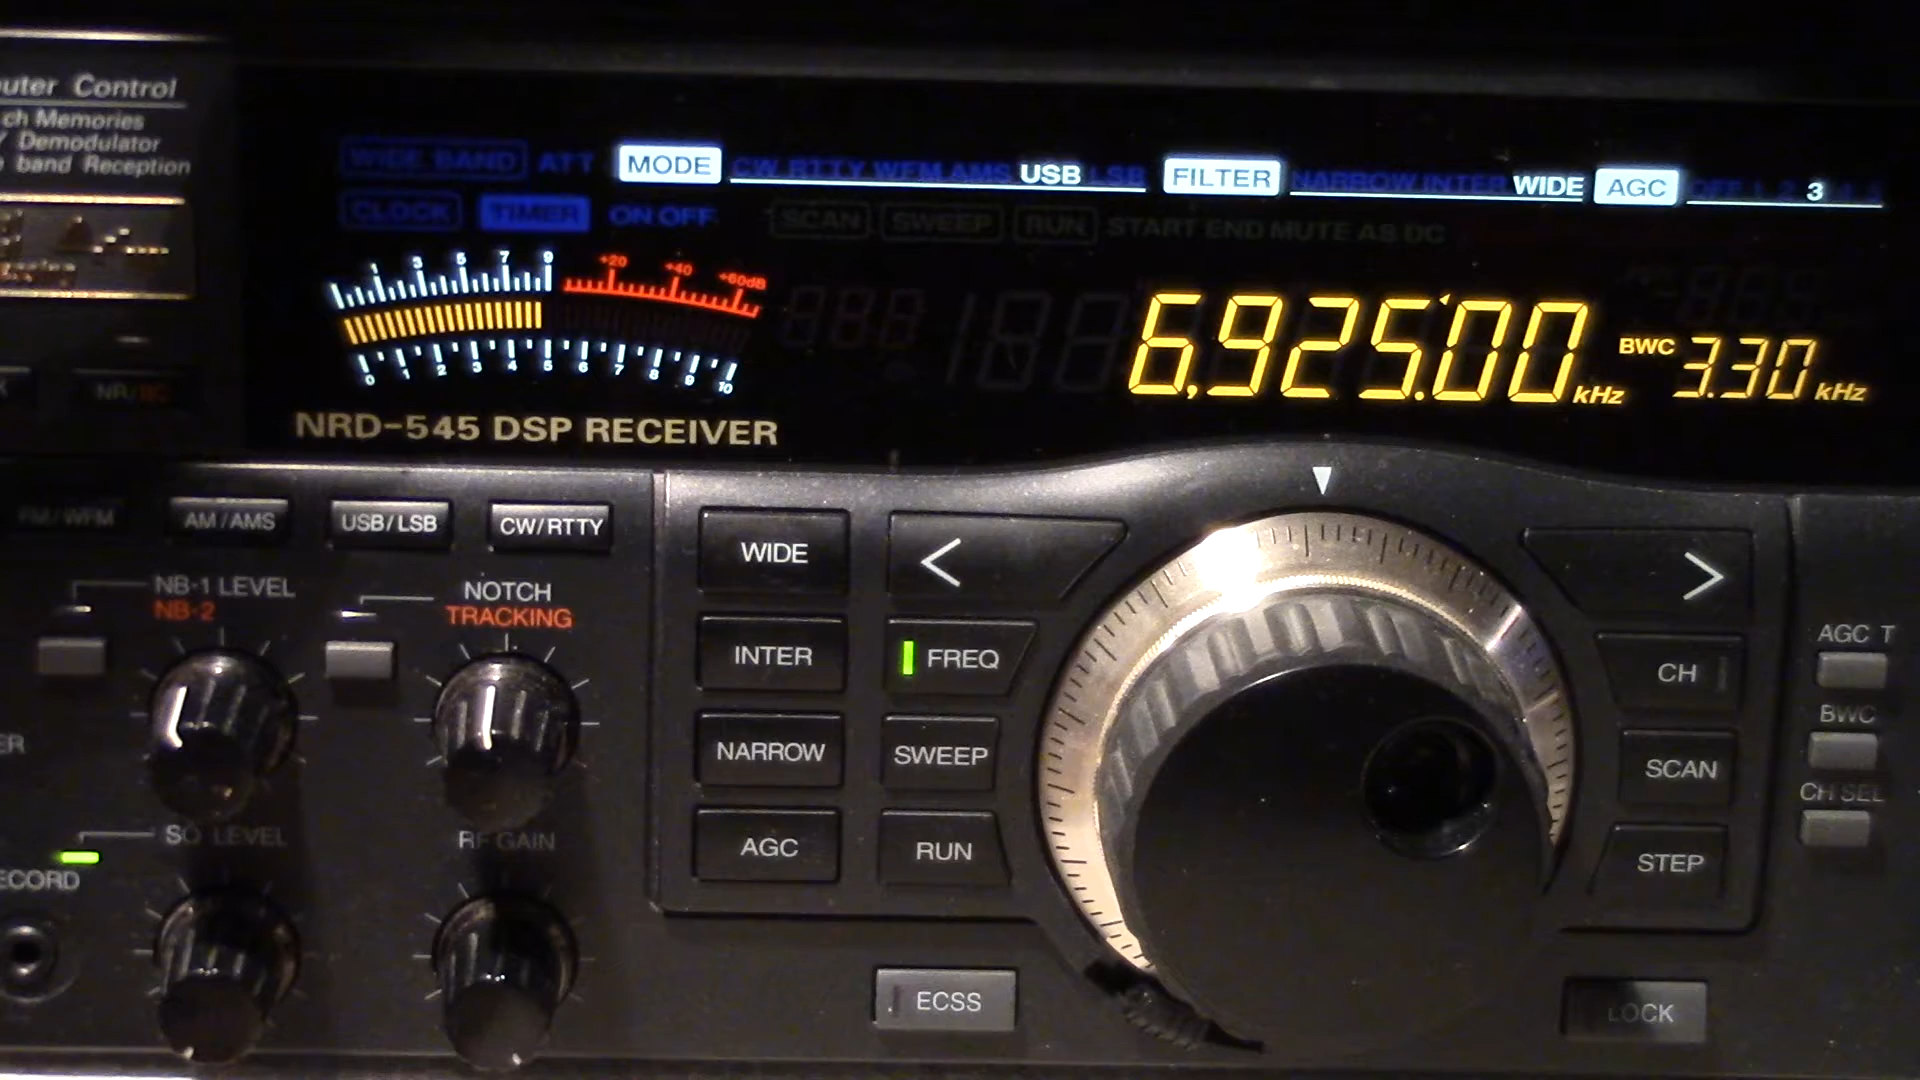 uter Control
ch Memories
Y Demodulator
band Reception
WIDE BAND ATT MODE CW RTTY WFM AMS USB LSB FILTER NARROW INTER WIDE AGC OFF 1 2 3
CLOCK TIMER ON OFF SCAN SWEEP RUN START END MUTE AS DC
1 3 5 7 9 +20 +40 +60dB
6,925.00 kHz BWC 3.30 kHz
0 1 2 3 4 5 6 7 8 9 10
NR/
NRD-545 DSP RECEIVER
FM/WFM AM/AMS USB/LSB CW/RTTY
WIDE < >
NB-1 LEVEL NOTCH
NB-2 TRACKING
INTER FREQ CH AGC T
NARROW SWEEP SCAN BWC
ER
CH SEL
SQ LEVEL RF GAIN
AGC RUN STEP
ECORD
ECSS LOCK